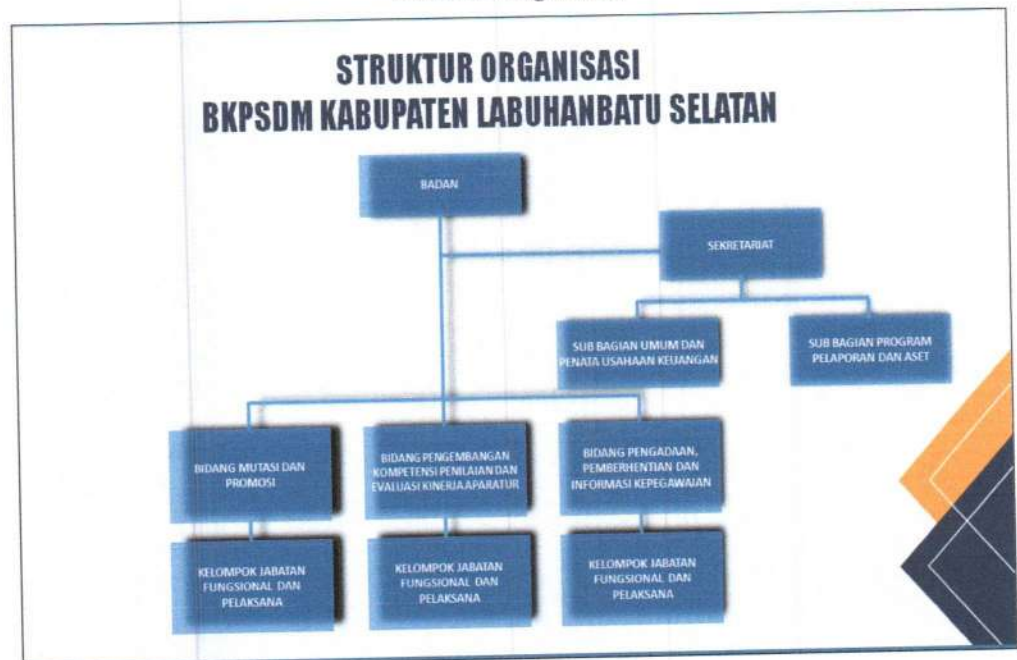 STRUKTUR ORGANISASI
BKPSDM KABUPATEN LABUHANBATU SELATAN
BADAN
SEKRETARIAT
SUB BAGIAN UMUM DAN
PENATA USAHAAN KEUANGAN
SUB BAGIAN PROGRAM
PELAPORAN DAN ASET
BIDANG MUTASI DAN
PROMOSI
BIDANG PENGEMBANGAN
KOMPETENSI PENILAIAN DAN
EVALUASI KINERJA APARATUR
BIDANG PENGADAAN,
PEMBERHENTIAN DAN
INFORMASI KEPEGAWAIAN
KELOMPOK JABATAN
FUNGSIONAL DAN
PELAKSANA
KELOMPOK JABATAN
FUNGSIONAL DAN
PELAKSANA
KELOMPOK JABATAN
FUNGSIONAL DAN
PELAKSANA